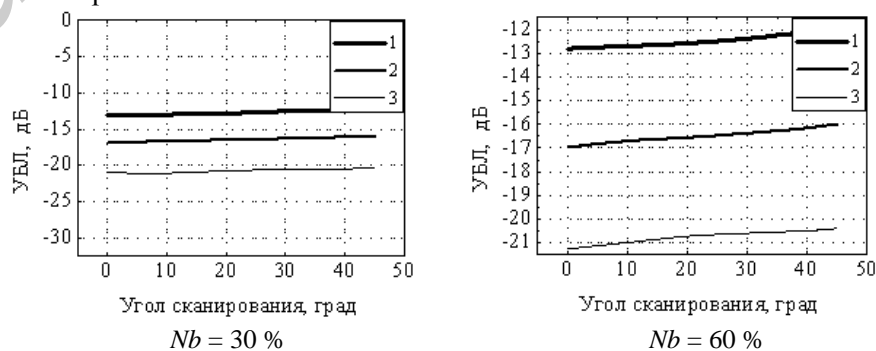 0
-5
-10
-15
-20
-25
-30
УБЛ, дБ
1
2
3
0 10 20 30 40 50
Угол сканирования, град
Nb = 30 %
-12
-13
-14
-15
-16
-17
-18
-19
-20
-21
УБЛ, дБ
1
2
3
0 10 20 30 40 50
Угол сканирования, град
Nb = 60 %